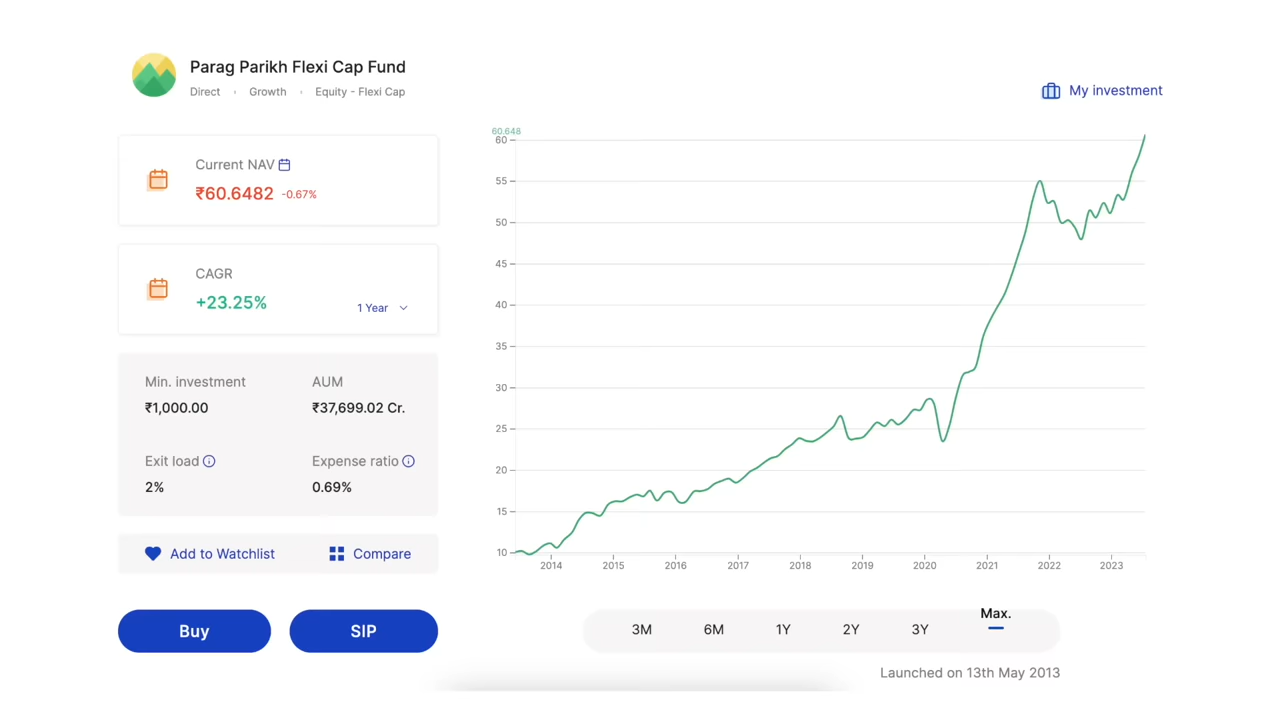 Parag Parikh Flexi Cap Fund
Direct › Growth › Equity - Flexi Cap
My investment
Current NAV
₹60.6482 -0.67%
CAGR
+23.25% 1 Year
Min. investment AUM
₹1,000.00 ₹37,699.02 Cr.
Exit load Expense ratio
2% 0.69%
Add to Watchlist Compare
Buy SIP
60.648
60
55
50
45
40
35
30
25
20
15
10
2014 2015 2016 2017 2018 2019 2020 2021 2022 2023
3M 6M 1Y 2Y 3Y Max.
Launched on 13th May 2013